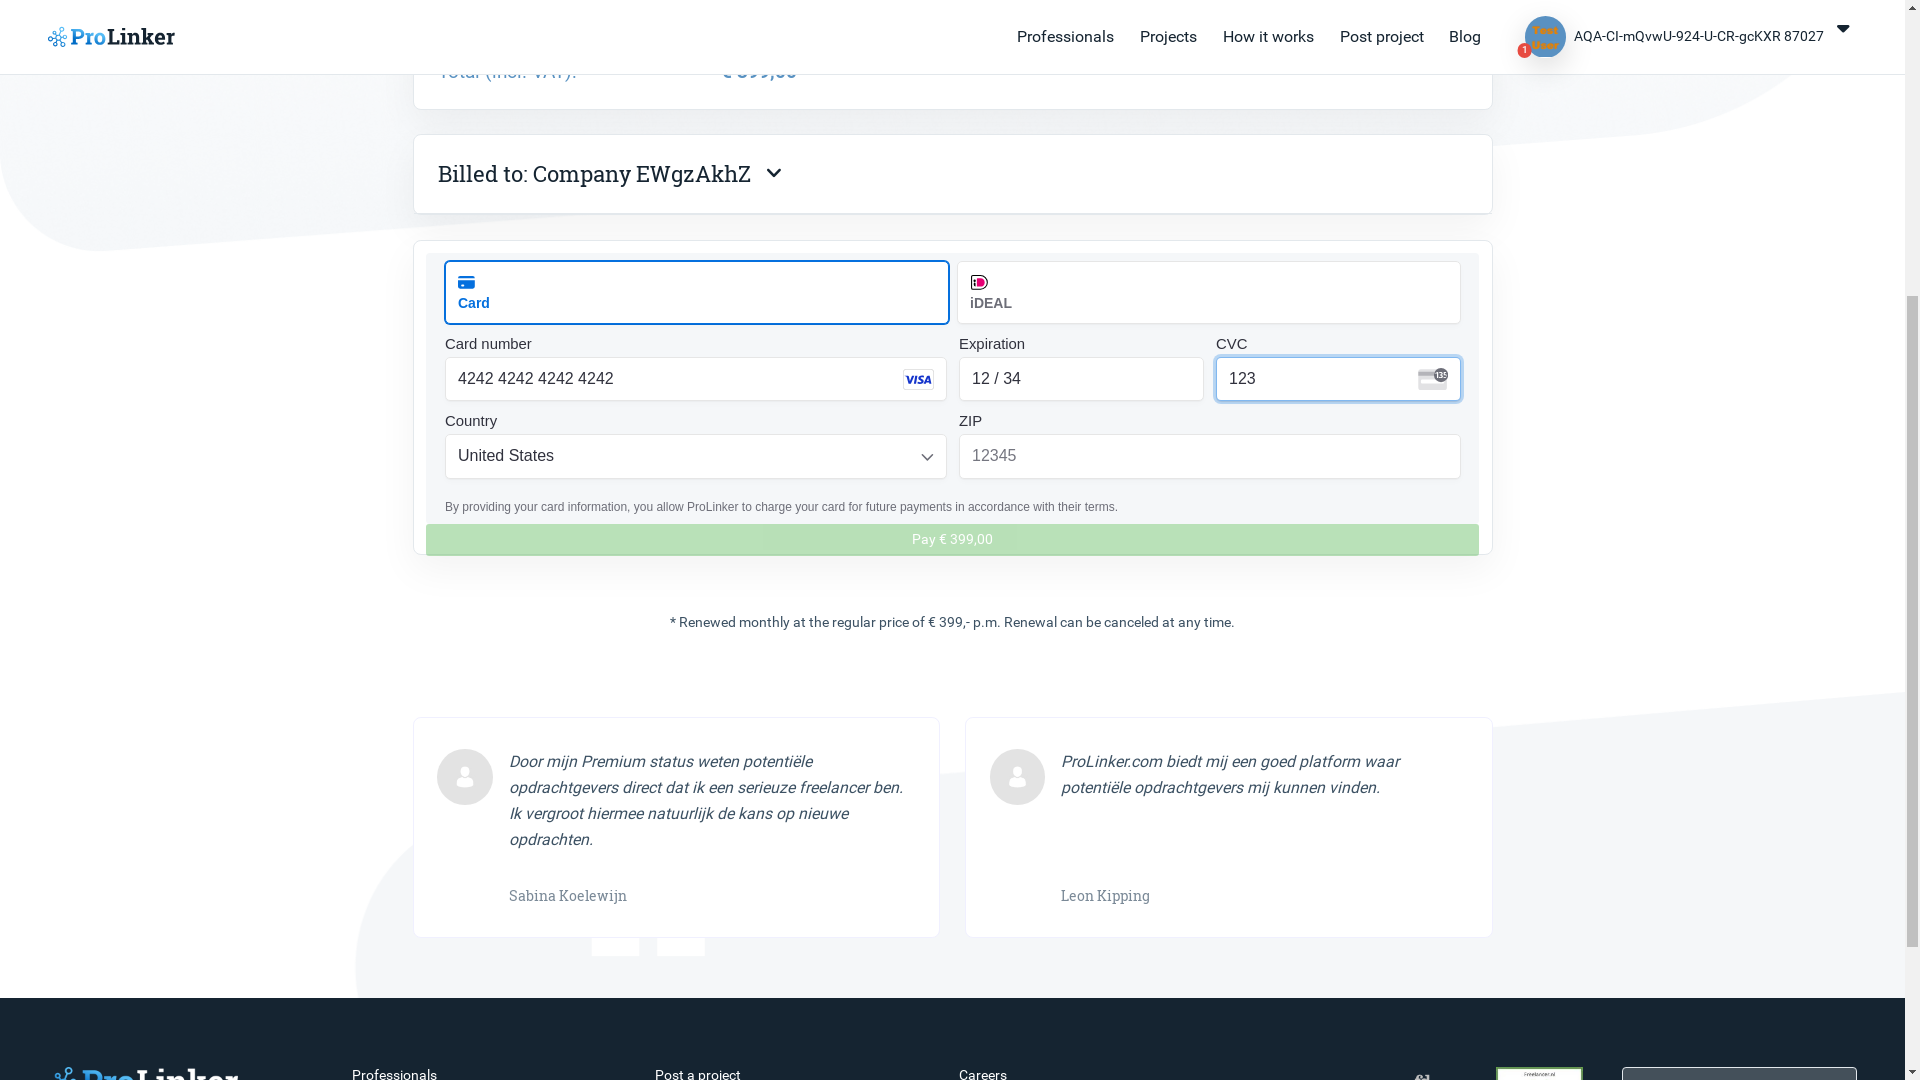 ProLinker
Professionals
Projects
How it works
Post project
Blog
Test
User
1
AQA-CI-mQvwU-924-U-CR-gcKXR 87027
Total (incl. VAT):
€ 399,00
Billed to: Company EWgzAkhZ
Card
iDEAL
Card number
Expiration
CVC
4242 4242 4242 4242
VISA
12 / 34
123
135
Country
ZIP
United States
12345
By providing your card information, you allow ProLinker to charge your card for future payments in accordance with their terms.
Pay € 399,00
* Renewed monthly at the regular price of € 399,- p.m. Renewal can be canceled at any time.
Door mijn Premium status weten potentiële
opdrachtgevers direct dat ik een serieuze freelancer ben.
Ik vergroot hiermee natuurlijk de kans op nieuwe
opdrachten.
Sabina Koelewijn
ProLinker.com biedt mij een goed platform waar
potentiële opdrachtgevers mij kunnen vinden.
Leon Kipping
ProLinker
Professionals
Post a project
Careers
Freelancer.nl